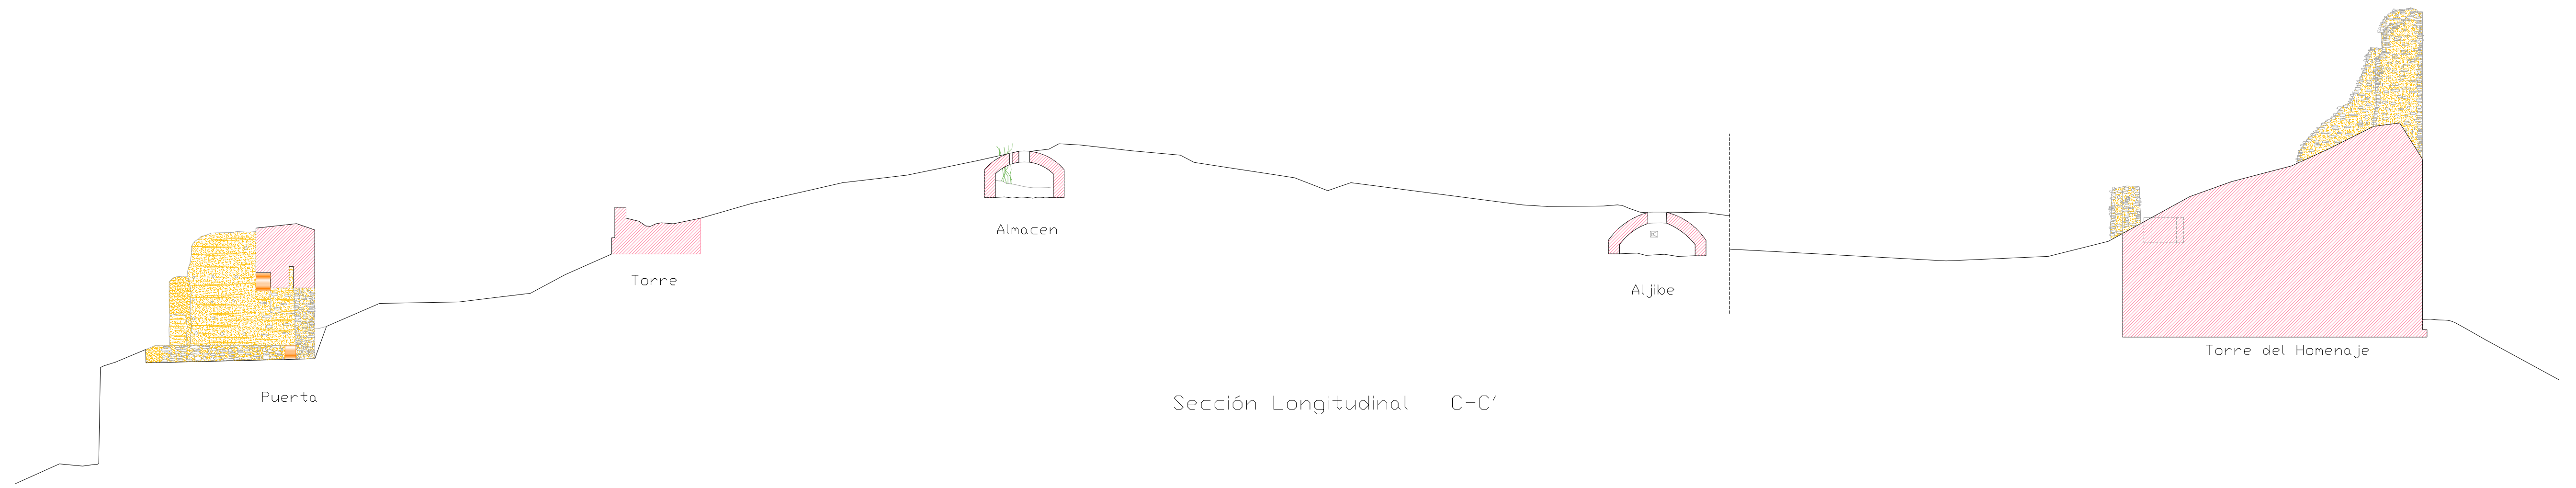 Almacen
Torre
Aljibe
Torre del Homenaje
Puerta
Sección Longitudinal C-C'